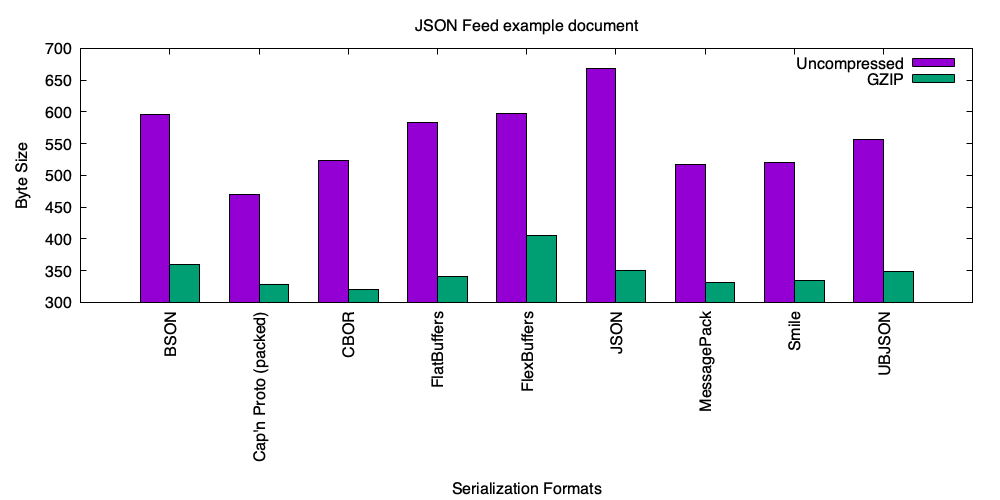 JSON Feed example document
Uncompressed
GZIP
700
650
600
550
500
450
400
350
300
Byte Size
BSON
Cap'n Proto (packed)
CBOR
FlatBuffers
FlexBuffers
JSON
MessagePack
Smile
UBJSON
Serialization Formats